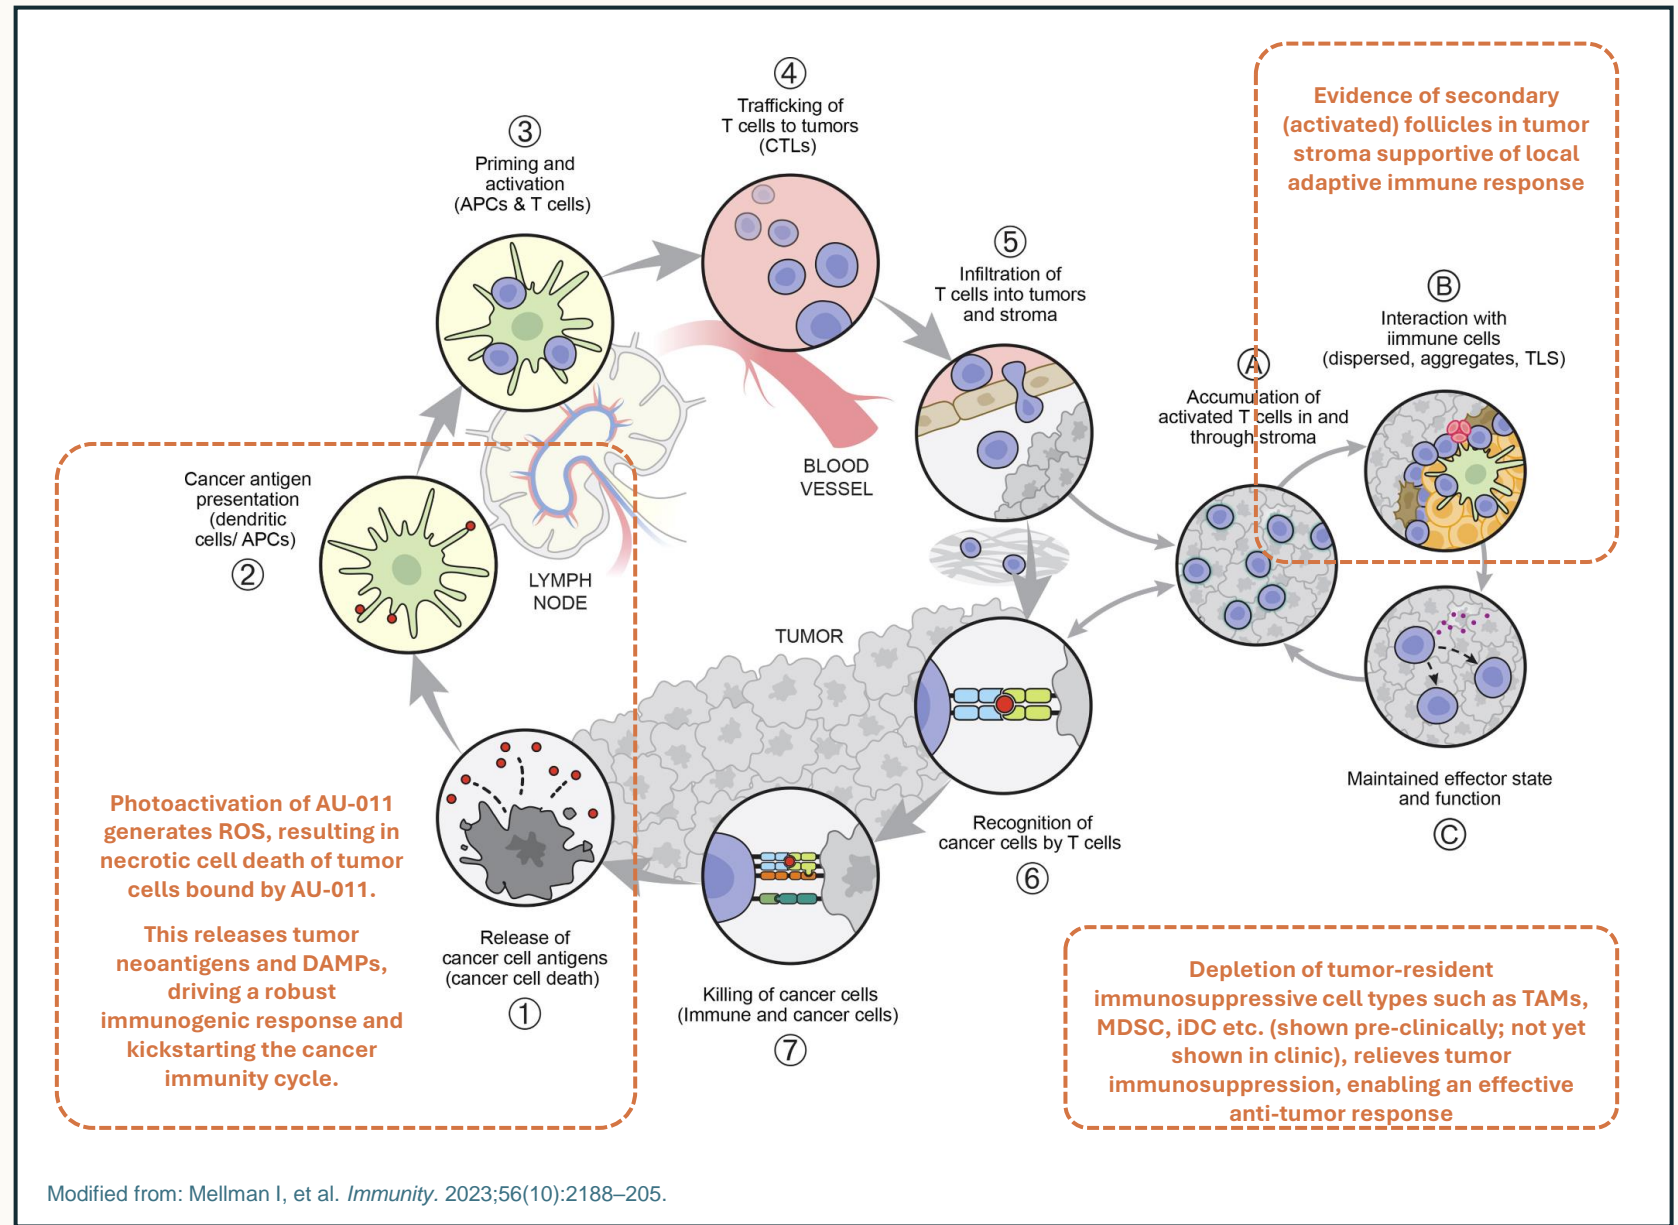 ④
Trafficking of
T cells to tumors
(CTLs)
③
Priming and
activation
(APCs & T cells)
Evidence of secondary
(activated) follicles in tumor
stroma supportive of local
adaptive immune response
⑤
Infiltration of
T cells into tumors
and stroma
Ⓑ
Interaction with
iimmune cells
(dispersed, aggregates, TLS)
Ⓐ
Accumulation of
activated T cells in and
through stroma
BLOOD
VESSEL
Cancer antigen
presentation
(dendritic
cells/ APCs)
②
LYMPH
NODE
TUMOR
Maintained effector state
and function
Ⓒ
Recognition of
cancer cells by T cells
⑥
Photoactivation of AU-011
generates ROS, resulting in
necrotic cell death of tumor
cells bound by AU-011.
This releases tumor
neoantigens and DAMPs,
driving a robust
immunogenic response and
kickstarting the cancer
immunity cycle.
Release of
cancer cell antigens
(cancer cell death)
①
Killing of cancer cells
(Immune and cancer cells)
⑦
Depletion of tumor-resident
immunosuppressive cell types such as TAMs,
MDSC, iDC etc. (shown pre-clinically; not yet
shown in clinic), relieves tumor
immunosuppression, enabling an effective
anti-tumor response
Modified from: Mellman I, et al. Immunity. 2023;56(10):2188–205.